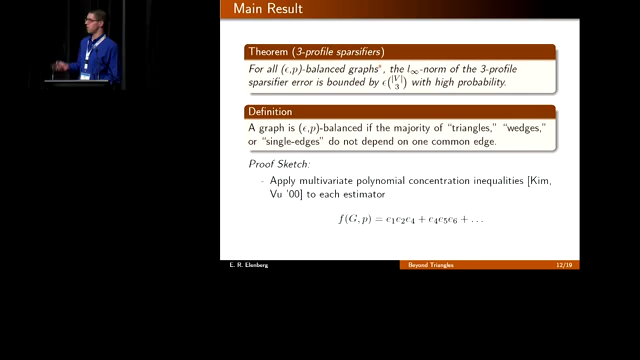 Main Result
Theorem (3-profile sparsifiers)
For all (ϵ,p)-balanced graphs*, the l∞-norm of the 3-profile
sparsifier error is bounded by ϵ(|V| 3) with high probability.
Definition
A graph is (ϵ,p)-balanced if the majority of "triangles," "wedges,"
or "single-edges" do not depend on one common edge.
Proof Sketch:
- Apply multivariate polynomial concentration inequalities [Kim,
Vu '00] to each estimator
f(G, p) = e1e2e4 + e4e5e6 + ...
E. R. Elenberg Beyond Triangles 12/19